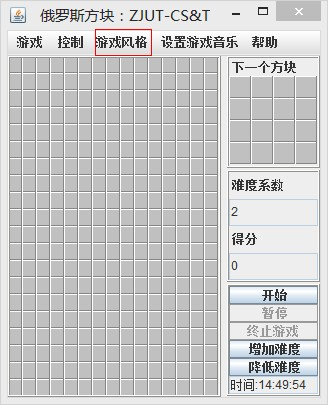 俄罗斯方块：ZJUT-CS&T
游戏 控制 游戏风格 设置游戏音乐 帮助
下一个方块
难度系数
2
得分
0
开始
暂停
终止游戏
增加难度
降低难度
时间:14:49:54